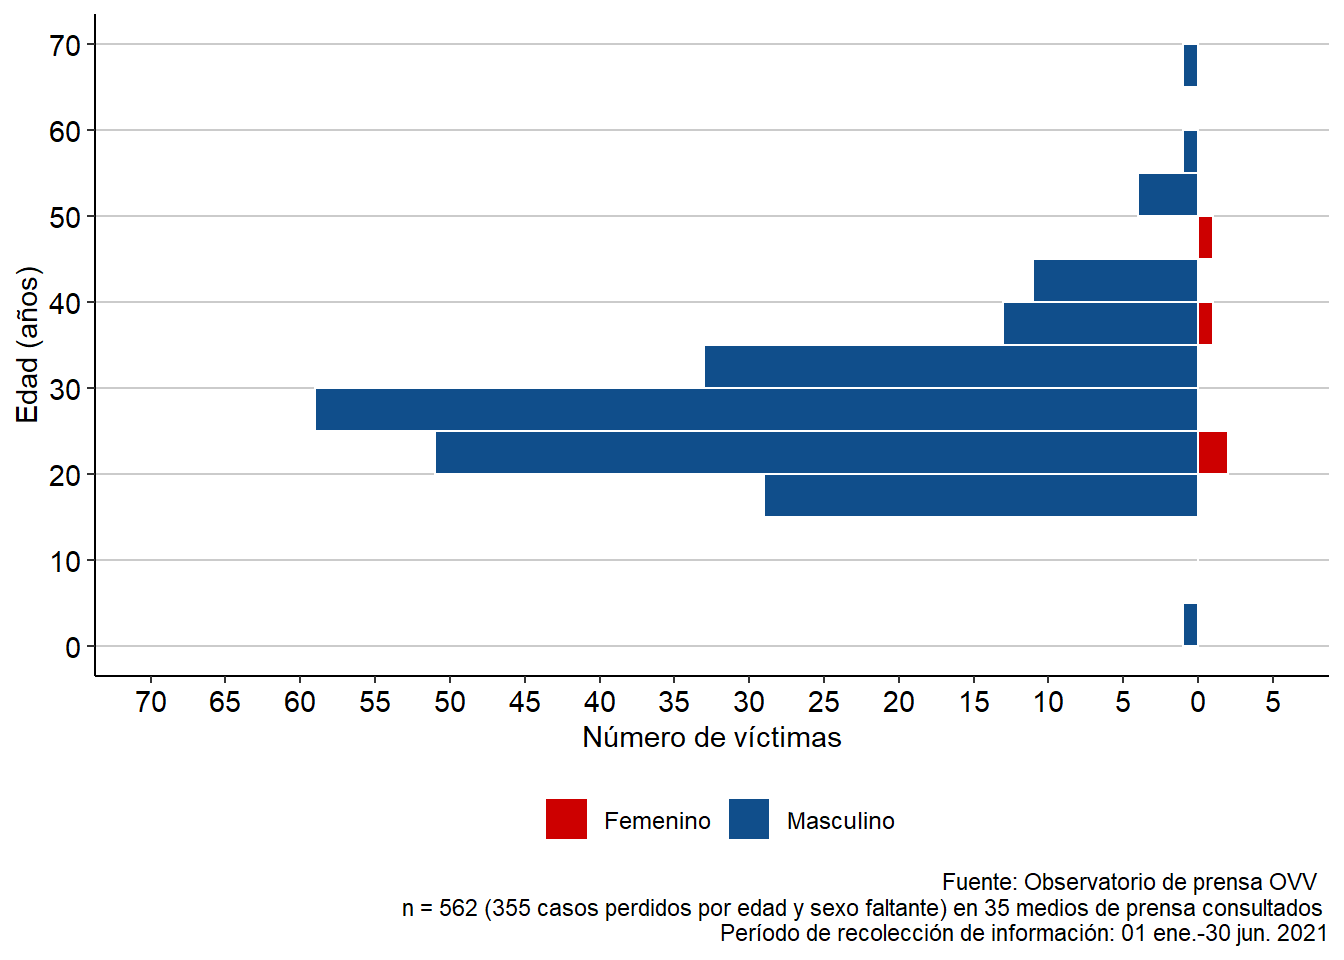 70
60
50
40
30
20
10
0
Edad (años)
70 65 60 55 50 45 40 35 30 25 20 15 10 5 0 5
Número de víctimas
Femenino Masculino
Fuente: Observatorio de prensa OVV
n = 562 (355 casos perdidos por edad y sexo faltante) en 35 medios de prensa consultados
Período de recolección de información: 01 ene.-30 jun. 2021